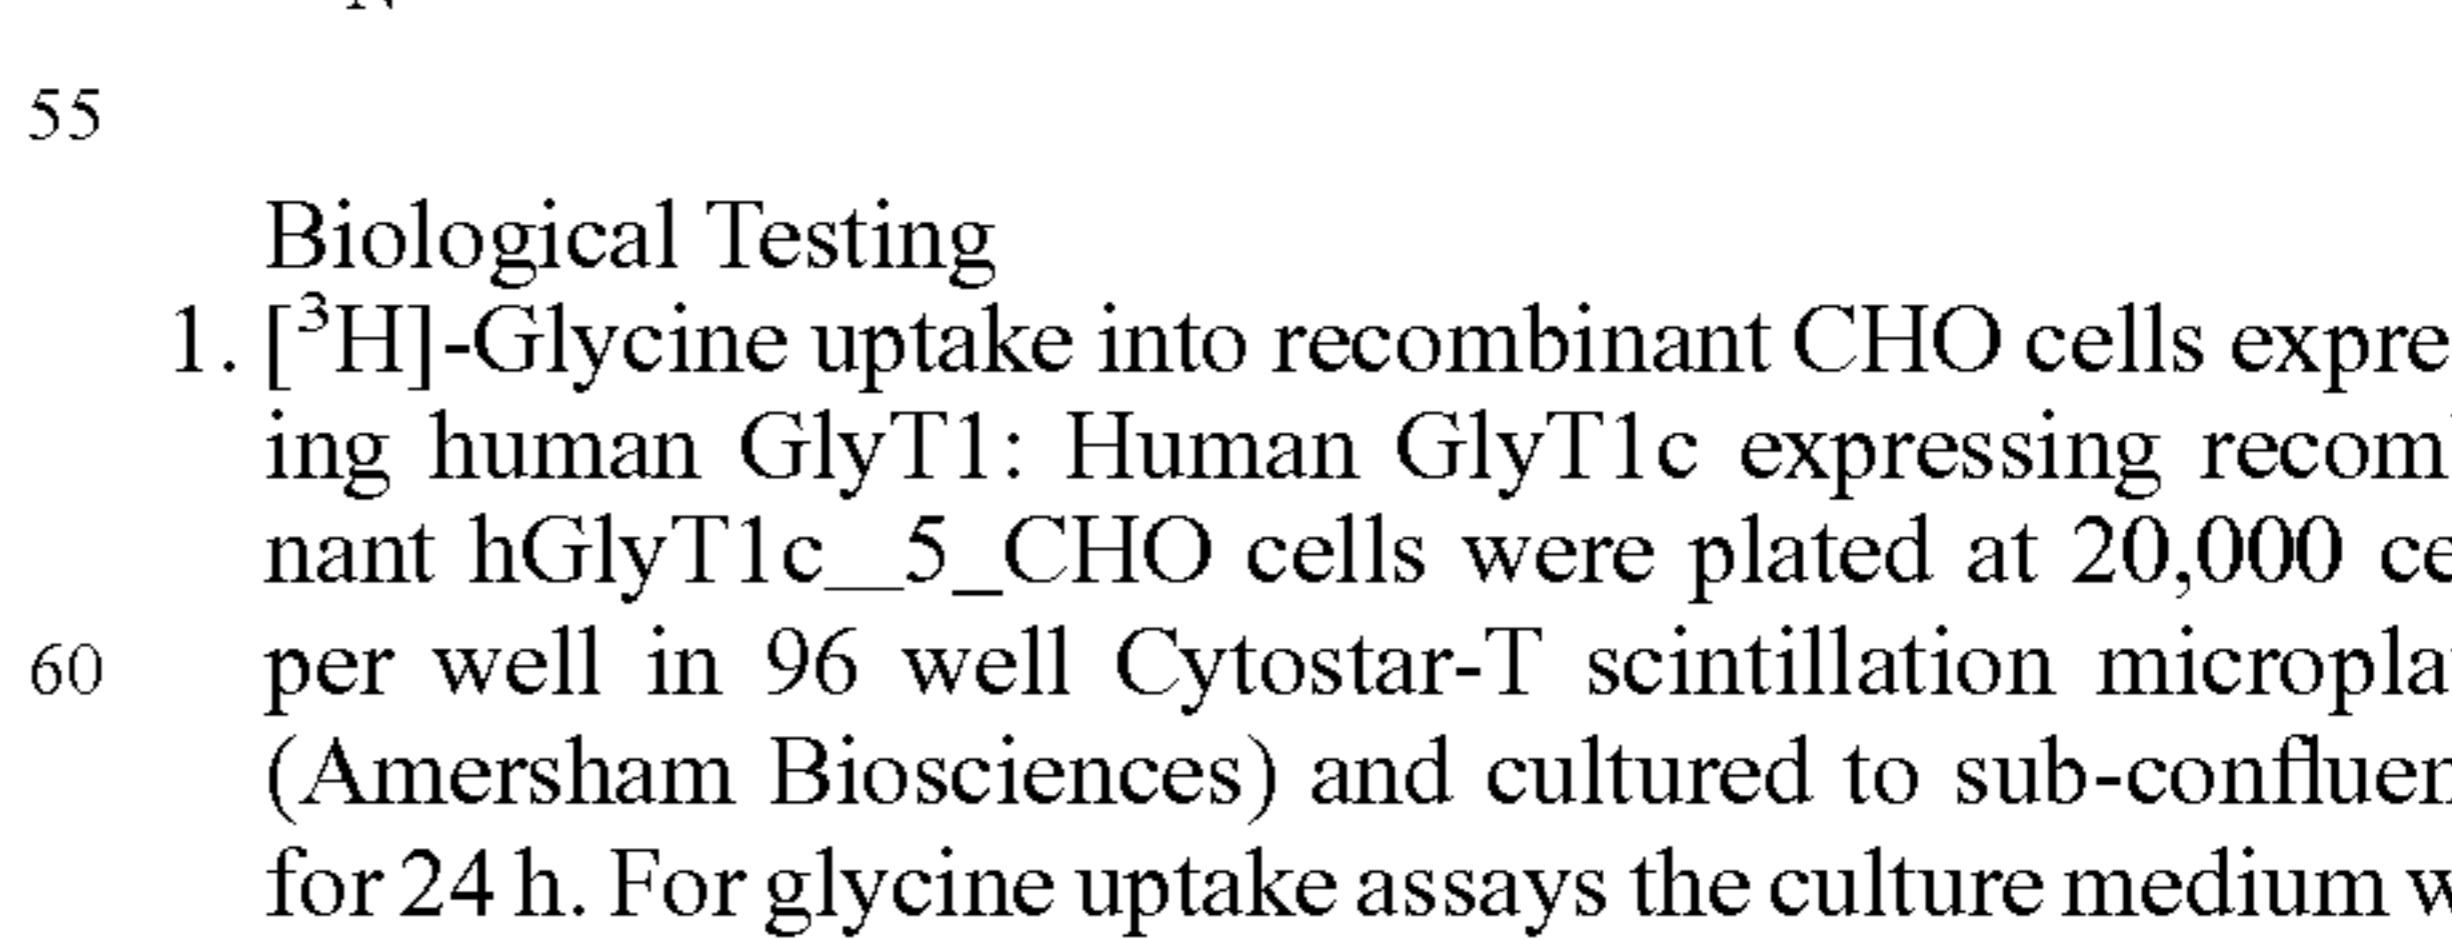 N
55
Biological Testing
1. [³H]-Glycine uptake into recombinant CHO cells expre
ing human GlyT1: Human GlyT1c expressing recom
nant hGlyT1c__5_CHO cells were plated at 20,000 ce
60 per well in 96 well Cytostar-T scintillation micropla
(Amersham Biosciences) and cultured to sub-confluen
for 24 h. For glycine uptake assays the culture medium w